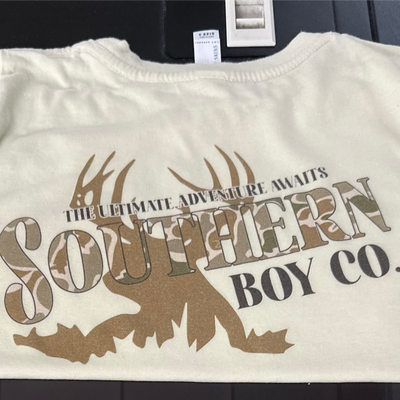 THE ULTIMATE ADVENTURE AWAITS
SOUTHERN
BOY CO.